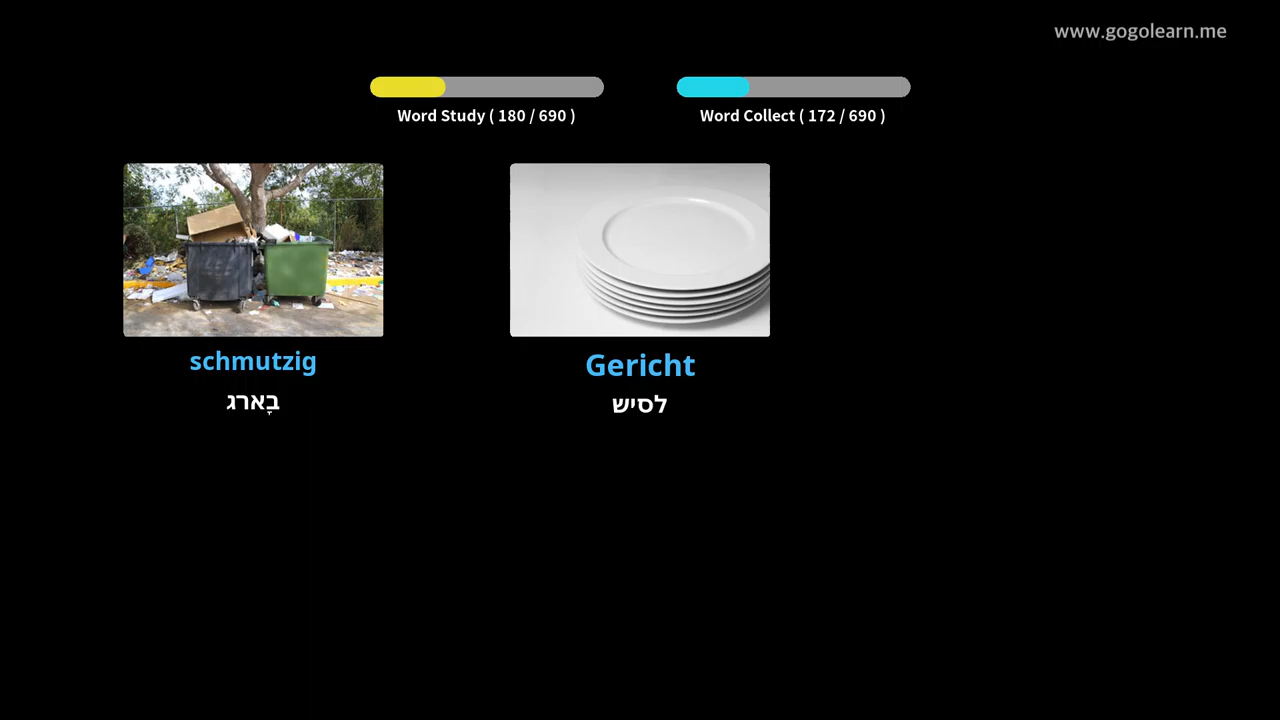 www.gogolearn.me
Word Study ( 180 / 690 )
Word Collect ( 172 / 690 )
schmutzig
בָארג
Gericht
לסיש